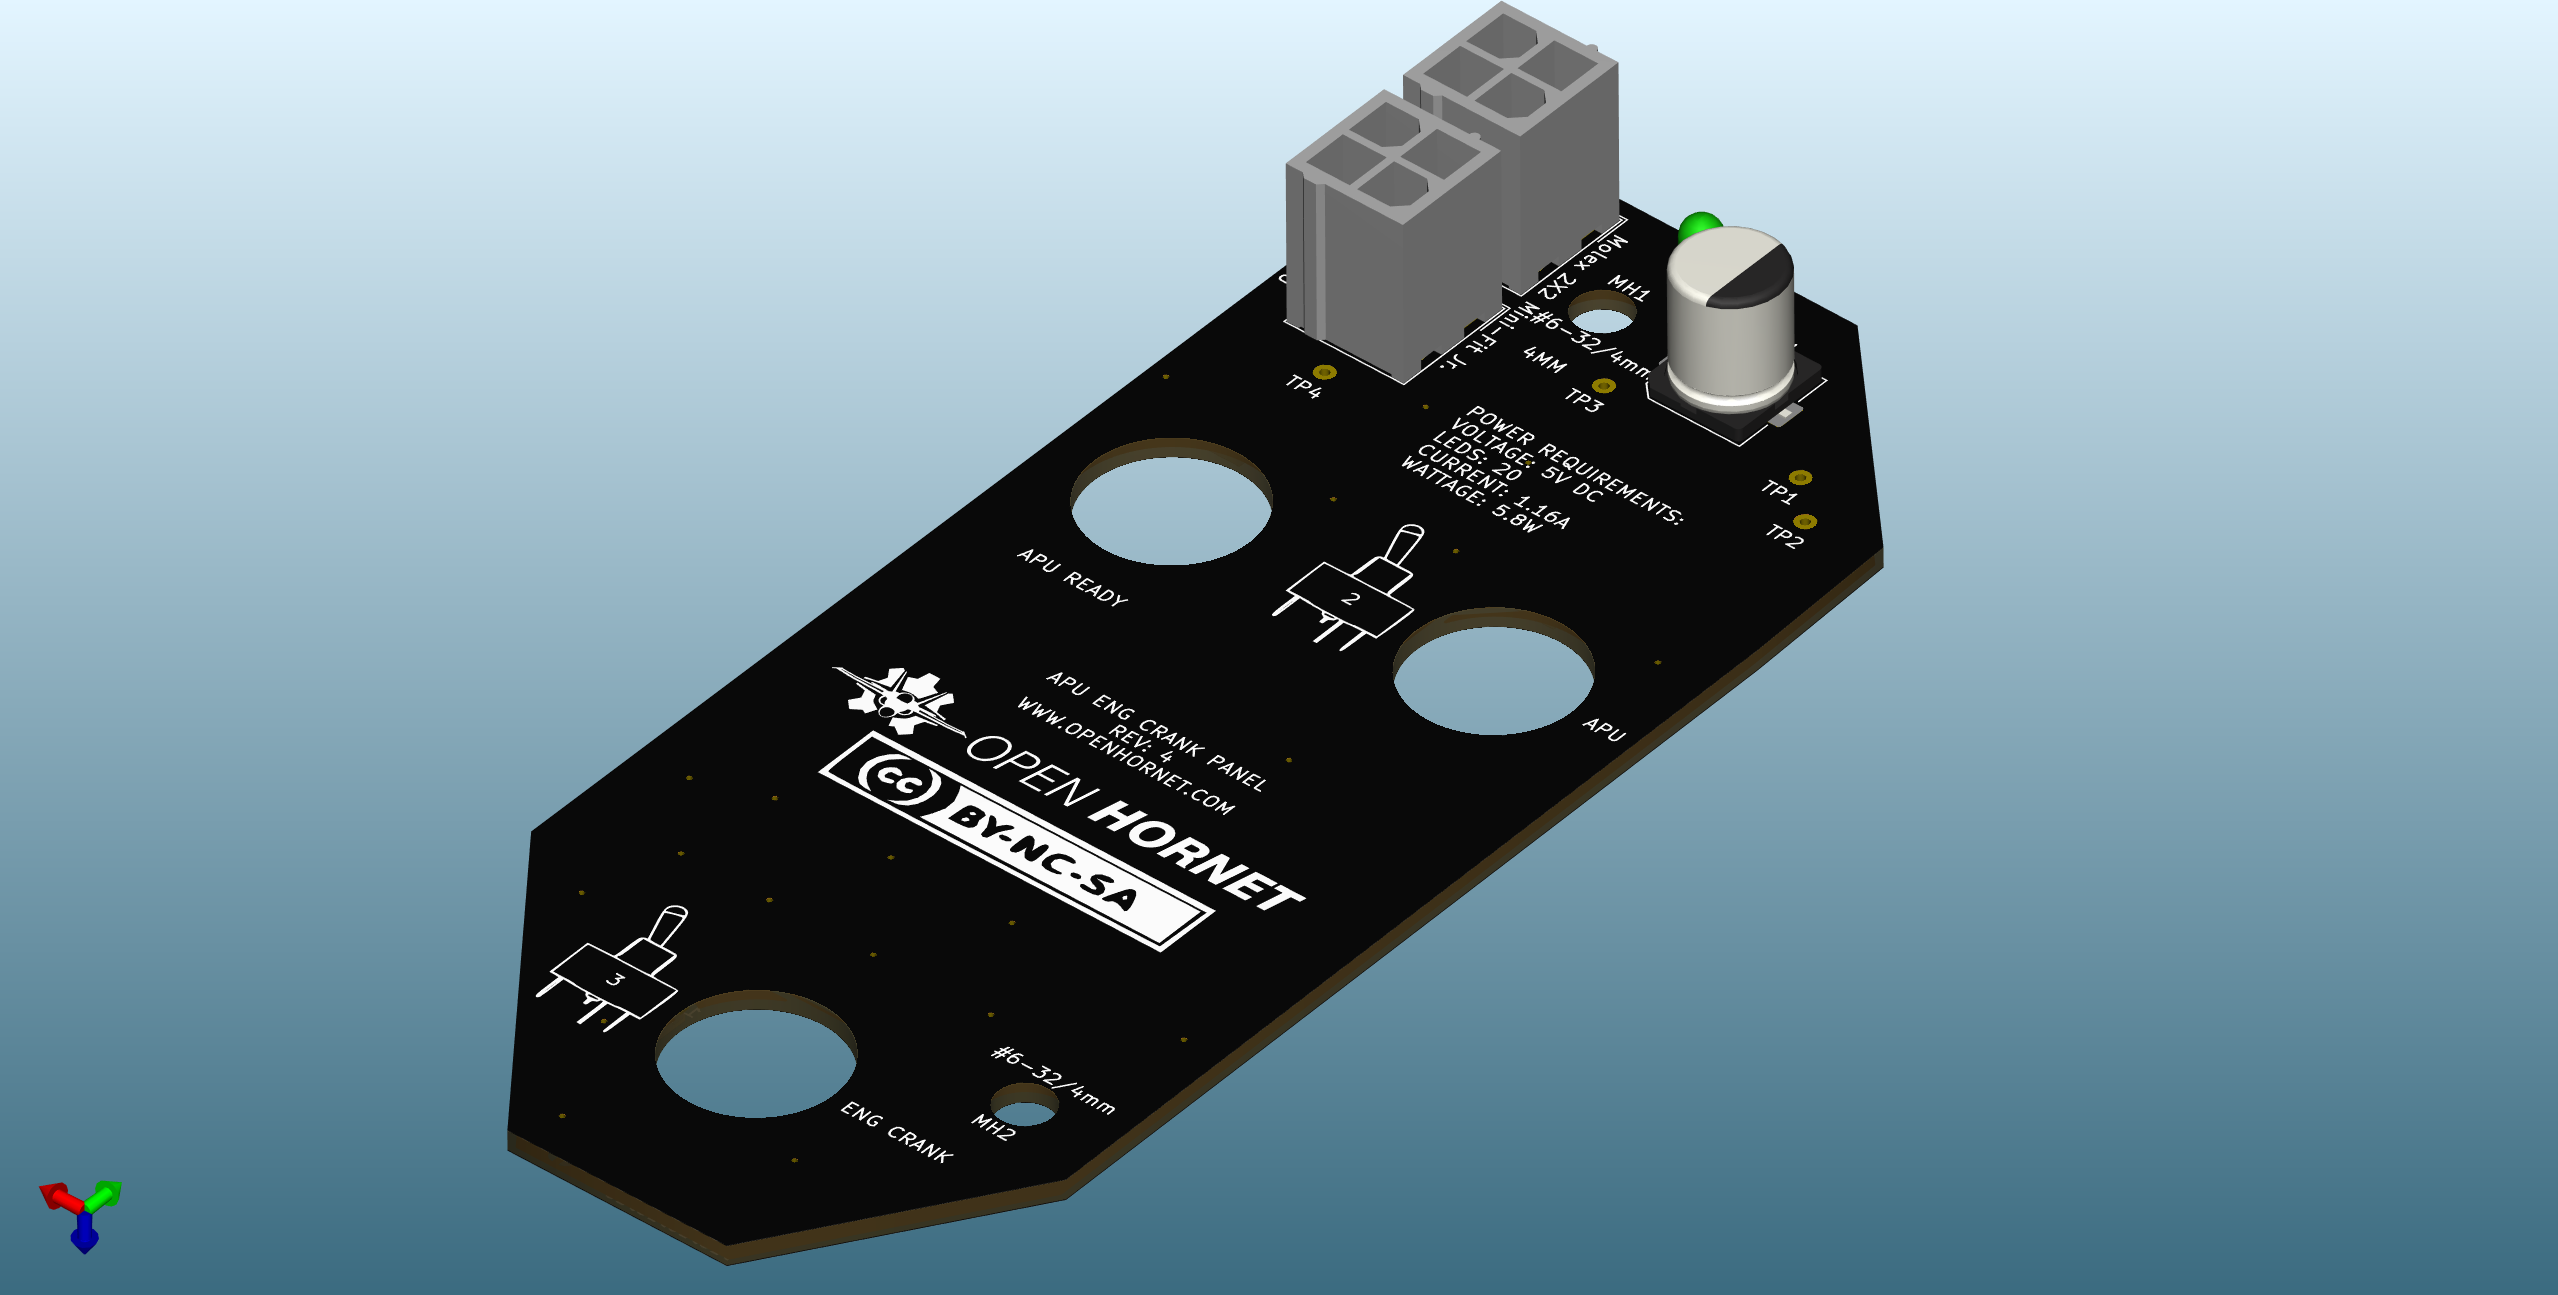 Molex 2X2
Mini Fit Jr.
MH1
#6-32/4mm
4MM
TP4
TP3
POWER REQUIREMENTS:
VOLTAGE: 5V DC
LEDS: 20
CURRENT: 1.16A
WATTAGE: 5.8W
TP1
TP2
APU READY
2
APU
APU ENG CRANK PANEL
REV: 4
WWW.OPENHORNET.COM
OPEN HORNET
CC BY-NC-SA
3
ENG CRANK
#6-32/4mm
MH2